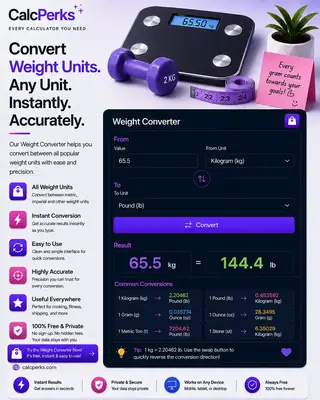 CalcPerks
EVERY CALCULATOR YOU NEED
Convert
Weight Units.
Any Unit.
Instantly.
Accurately.
Our Weight Converter helps you
convert between all popular
weight units with ease and
precision.
All Weight Units
Convert between metric,
imperial and other weight units.
Instant Conversion
Get accurate results instantly
as you type.
Easy to Use
Clean and simple interface for
quick conversions.
Highly Accurate
Precision you can trust for
every conversion.
Useful Everywhere
Perfect for cooking, fitness,
shipping, and more.
100% Free & Private
No sign-up. No hidden fees.
Your data stays with you.
Try the Weight Converter Now!
It's free, instant & easy to use!
calcperks.com
65.50
2 KG
Every
gram counts
towards your
goals!
Weight Converter
From
Value
From Unit
65.5
Kilogram (kg)
To
To Unit
Pound (lb)
Convert
Result
65.5 kg = 144.4 lb
Common Conversions
1 Kilogram (kg) → 2.20462 Pound (lb)
1 Pound (lb) → 0.453592 Kilogram (kg)
1 Gram (g) → 0.035274 Ounce (oz)
1 Ounce (oz) → 28.3495 Gram (g)
1 Metric Ton (t) → 2204.62 Pound (lb)
1 Stone (st) → 6.35029 Kilogram (kg)
Tip: 1 kg = 2.20462 lb. Use the swap button to
quickly reverse the conversion direction!
Instant Results
Get answers in seconds
Private & Secure
Your data stays private
Works on Any Device
Mobile, tablet, or desktop
Always Free
100% free forever